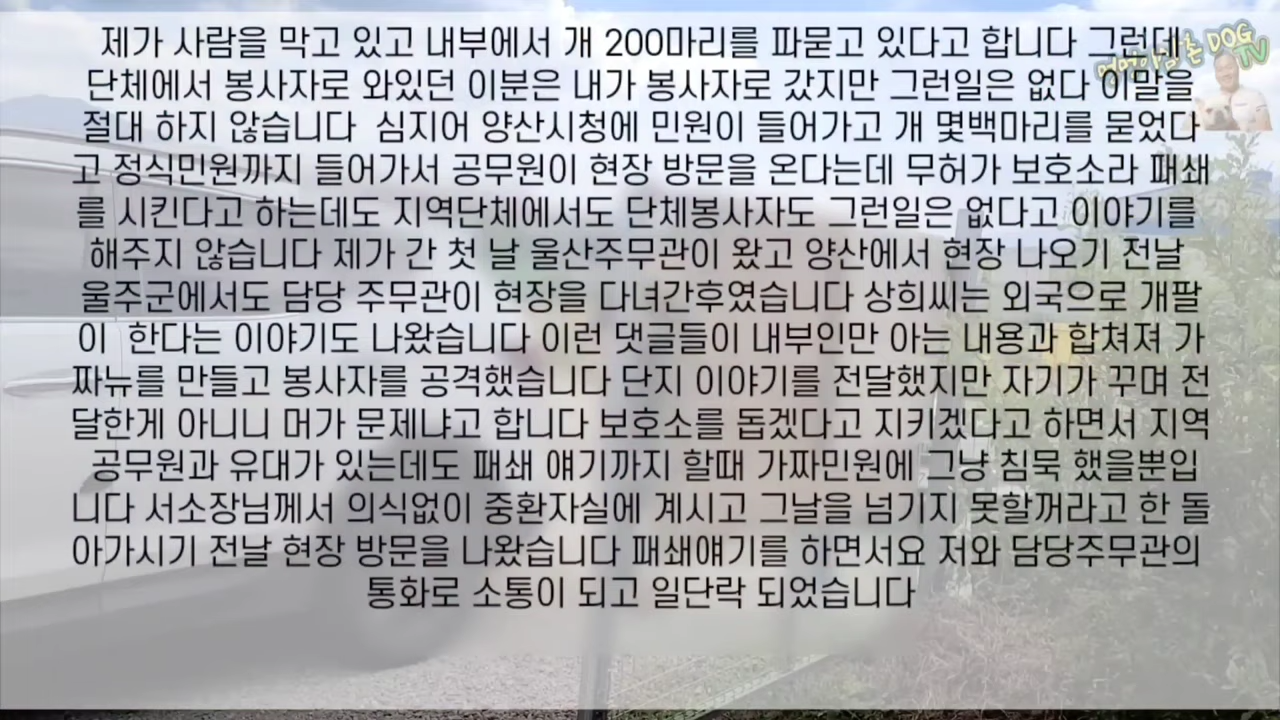 제가 사람을 막고 있고 내부에서 개 200마리를 파묻고 있다고 합니다 그런데
단체에서 봉사자로 와있던 이분은 내가 봉사자로 갔지만 그런일은 없다 이말을
절대 하지 않습니다 심지어 양산시청에 민원이 들어가고 개 몇백마리를 묻었다
고 정식민원까지 들어가서 공무원이 현장 방문을 온다는데 무허가 보호소라 패쇄
를 시킨다고 하는데도 지역단체에서도 단체봉사자도 그런일은 없다고 이야기를
해주지 않습니다 제가 간 첫 날 울산주무관이 왔고 양산에서 현장 나오기 전날
울주군에서도 담당 주무관이 현장을 다녀간후였습니다 상희씨는 외국으로 개팔
이 한다는 이야기도 나왔습니다 이런 댓글들이 내부인만 아는 내용과 합쳐져 가
짜뉴를 만들고 봉사자를 공격했습니다 단지 이야기를 전달했지만 자기가 꾸며 전
달한게 아니니 머가 문제냐고 합니다 보호소를 돕겠다고 지키겠다고 하면서 지역
공무원과 유대가 있는데도 패쇄 얘기까지 할때 가짜민원에 그냥 침묵 했을뿐입
니다 서소장님께서 의식없이 중환자실에 계시고 그날을 넘기지 못할꺼라고 한 돌
아가시기 전날 현장 방문을 나왔습니다 패쇄얘기를 하면서요 저와 담당주무관의
통화로 소통이 되고 일단락 되었습니다
DOG
TV